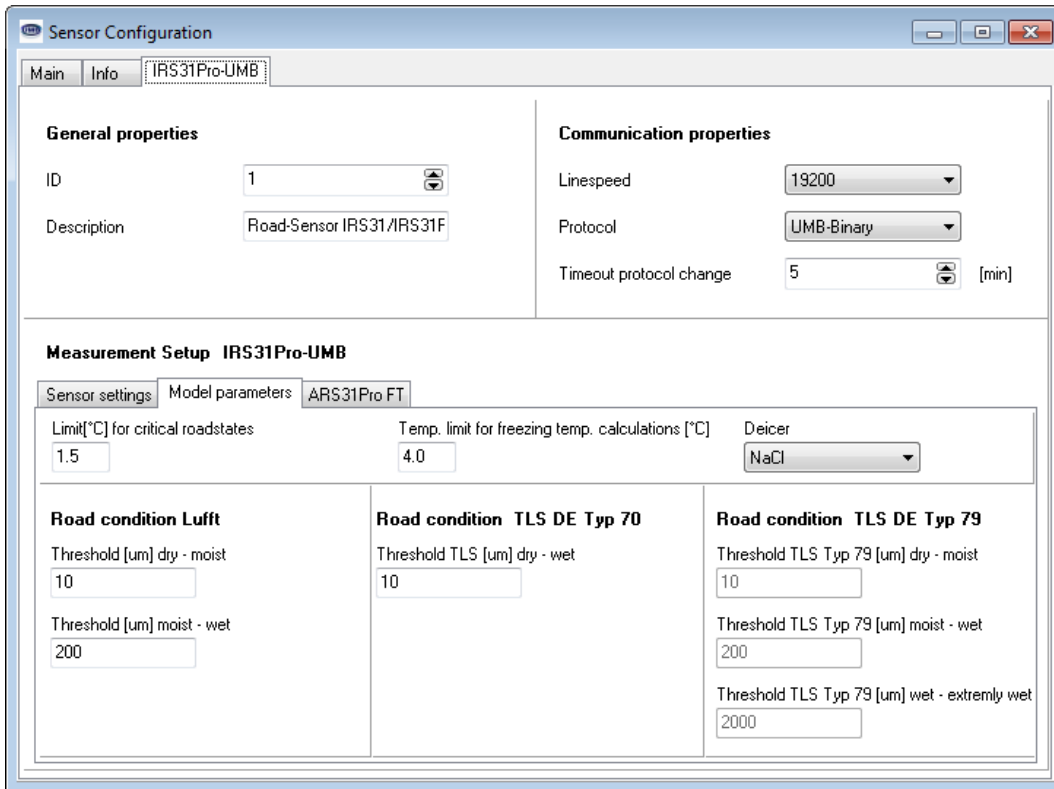 Sensor Configuration
Main Info IRS31Pro-UMB
General properties
ID 1
Description Road-Sensor IRS31/IRS31F
Communication properties
Linespeed 19200
Protocol UMB-Binary
Timeout protocol change 5 [min]
Measurement Setup IRS31Pro-UMB
Sensor settings Model parameters ARS31Pro FT
Limit[°C] for critical roadstates
1.5
Temp. limit for freezing temp. calculations [°C]
4.0
Deicer
NaCl
Road condition Lufft
Threshold [um] dry - moist
10
Threshold [um] moist - wet
200
Road condition TLS DE Typ 70
Threshold TLS [um] dry - wet
10
Road condition TLS DE Typ 79
Threshold TLS Typ 79 [um] dry - moist
10
Threshold TLS Typ 79 [um] moist - wet
200
Threshold TLS Typ 79 [um] wet - extremly wet
2000